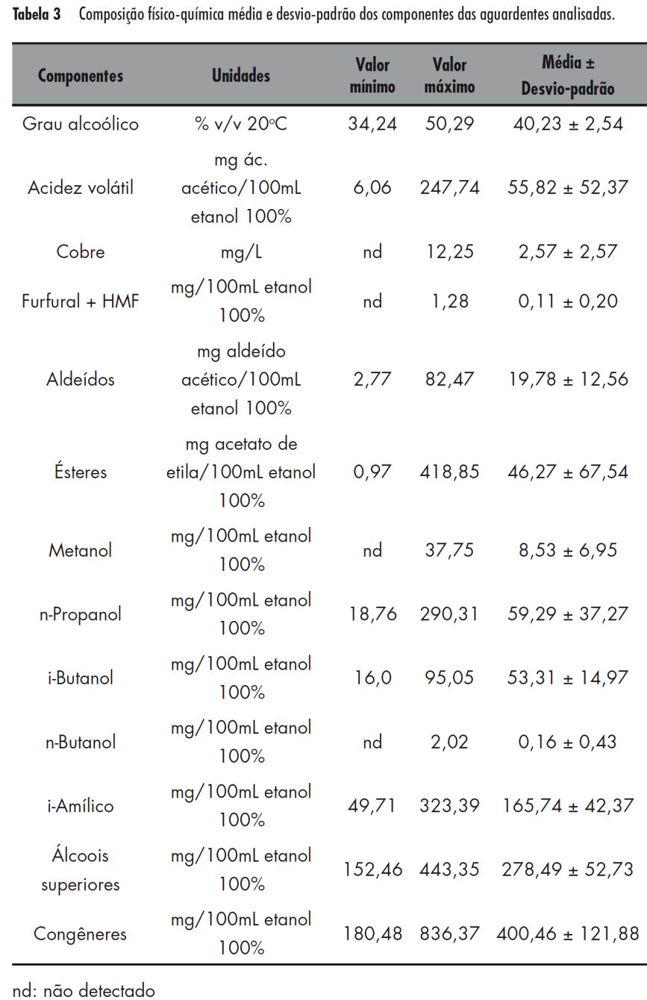 Tabela 3 Composição físico-química média e desvio-padrão dos componentes das aguardentes analisadas.
Componentes Unidades Valor mínimo Valor máximo Média ± Desvio-padrão
Grau alcoólico % v/v 20ºC 34,24 50,29 40,23 ± 2,54
mg ác.
Acidez volátil acético/100mL 6,06 247,74 55,82 ± 52,37
etanol 100%
Cobre mg/L nd 12,25 2,57 ± 2,57
mg/100mL etanol
Furfural + HMF nd 1,28 0,11 ± 0,20
100%
mg aldeído
Aldeídos acético/100mL 2,77 82,47 19,78 ± 12,56
etanol 100%
mg acetato de
Ésteres etila/100mL etanol 0,97 418,85 46,27 ± 67,54
100%
mg/100mL etanol
Metanol nd 37,75 8,53 ± 6,95
100%
mg/100mL etanol
n-Propanol 18,76 290,31 59,29 ± 37,27
100%
mg/100mL etanol
i-Butanol 16,0 95,05 53,31 ± 14,97
100%
mg/100mL etanol
n-Butanol nd 2,02 0,16 ± 0,43
100%
mg/100mL etanol
i-Amílico 49,71 323,39 165,74 ± 42,37
100%
Álcoois mg/100mL etanol
152,46 443,35 278,49 ± 52,73
superiores 100%
mg/100mL etanol
Congêneres 180,48 836,37 400,46 ± 121,88
100%
nd: não detectado